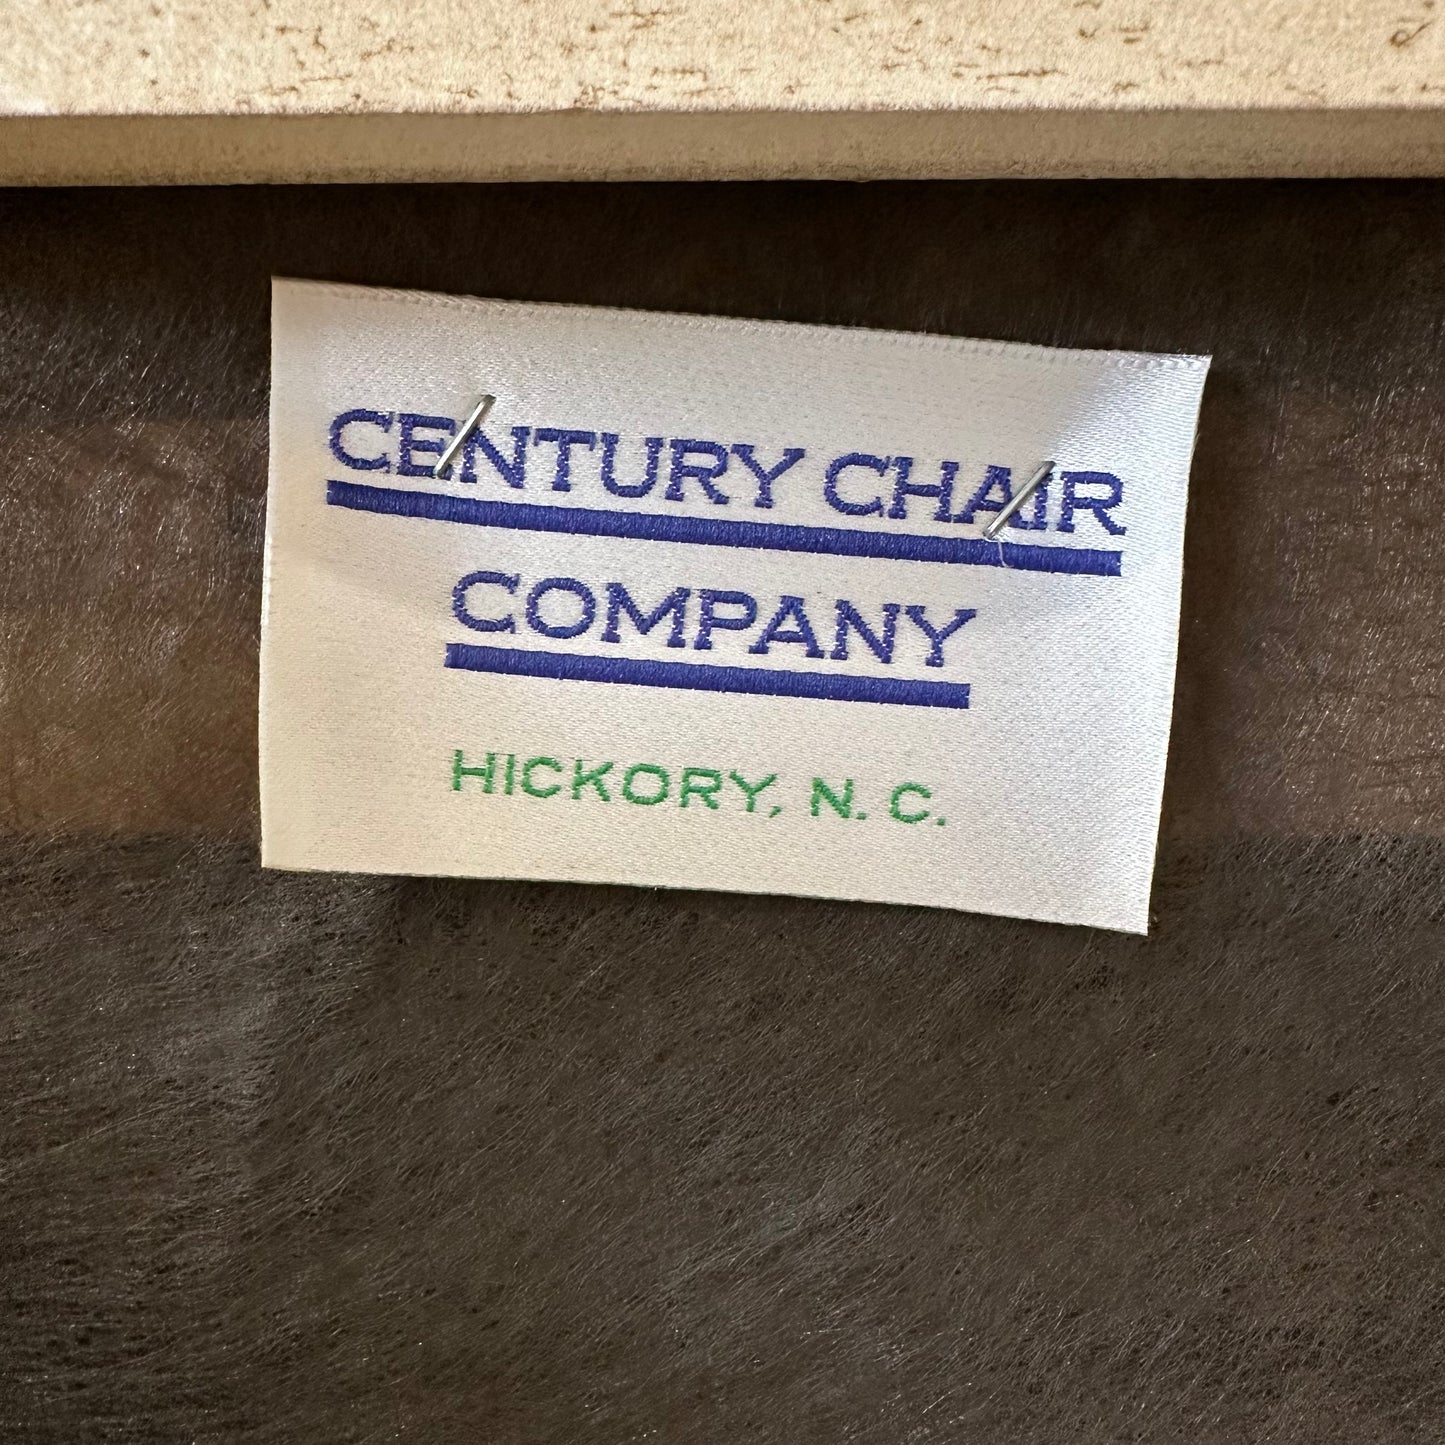 CENTURY CHAIR
COMPANY
HICKORY, N. C.